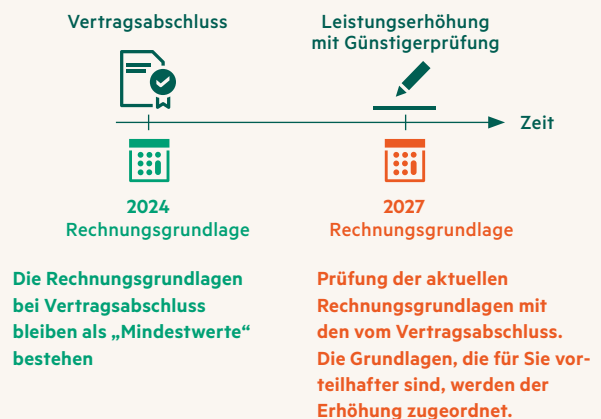 Vertragsabschluss
Leistungserhöhung
mit Günstigerprüfung
Zeit
2024
Rechnungsgrundlage
2027
Rechnungsgrundlage
Die Rechnungsgrundlagen
bei Vertragsabschluss
bleiben als „Mindestwerte“
bestehen
Prüfung der aktuellen
Rechnungsgrundlagen mit
den vom Vertragsabschluss.
Die Grundlagen, die für Sie vor-
teilhafter sind, werden der
Erhöhung zugeordnet.